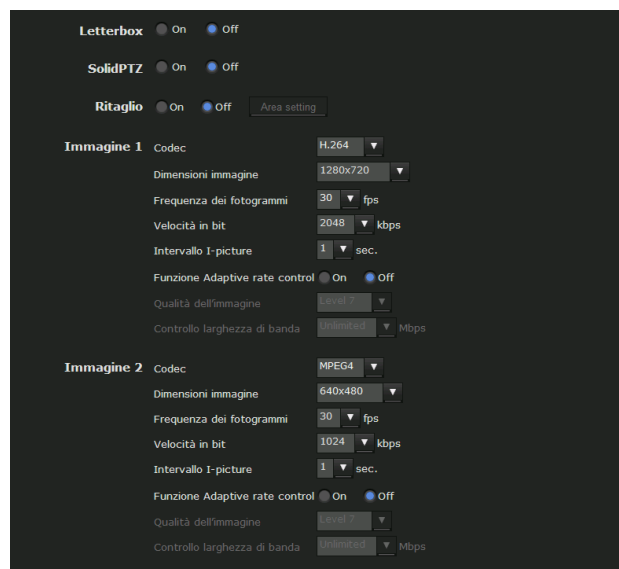 Letterbox On Off
SolidPTZ On Off
Ritaglio On Off Area setting
Immagine 1 Codec H.264
Dimensioni immagine 1280x720
Frequenza dei fotogrammi 30 fps
Velocità in bit 2048 kbps
Intervallo I-picture 1 sec.
Funzione Adaptive rate control On Off
Qualità dell'immagine Level 7
Controllo larghezza di banda Unlimited Mbps
Immagine 2 Codec MPEG4
Dimensioni immagine 640x480
Frequenza dei fotogrammi 30 fps
Velocità in bit 1024 kbps
Intervallo I-picture 1 sec.
Funzione Adaptive rate control On Off
Qualità dell'immagine Level 7
Controllo larghezza di banda Unlimited Mbps